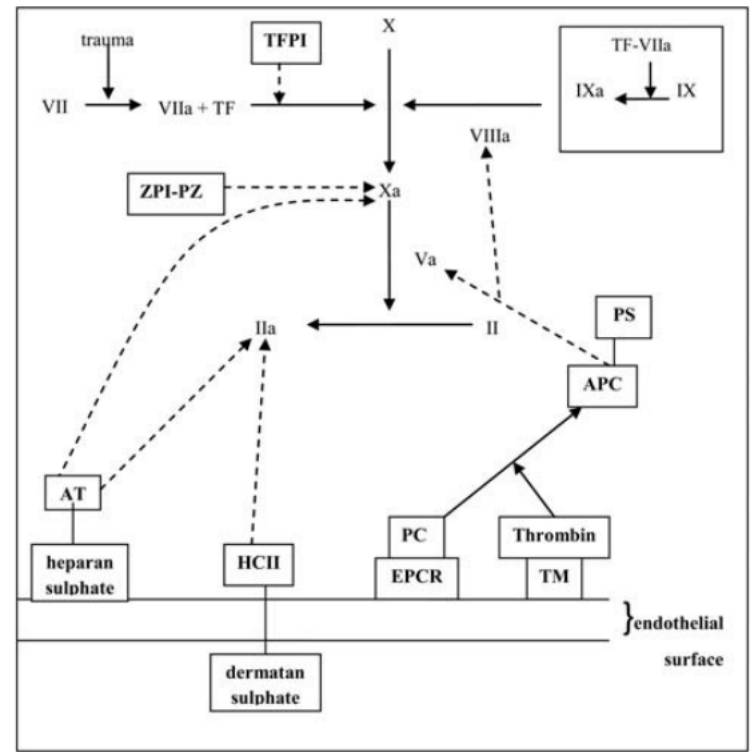 X
trauma
TFPI
TF-VIIa
VII
VIIa + TF
IXa
IX
VIIIa
ZPI-PZ
Xa
Va
PS
IIa
II
APC
AT
PC
Thrombin
heparan
sulphate
HCII
EPCR
TM
}endothelial
surface
dermatan
sulphate